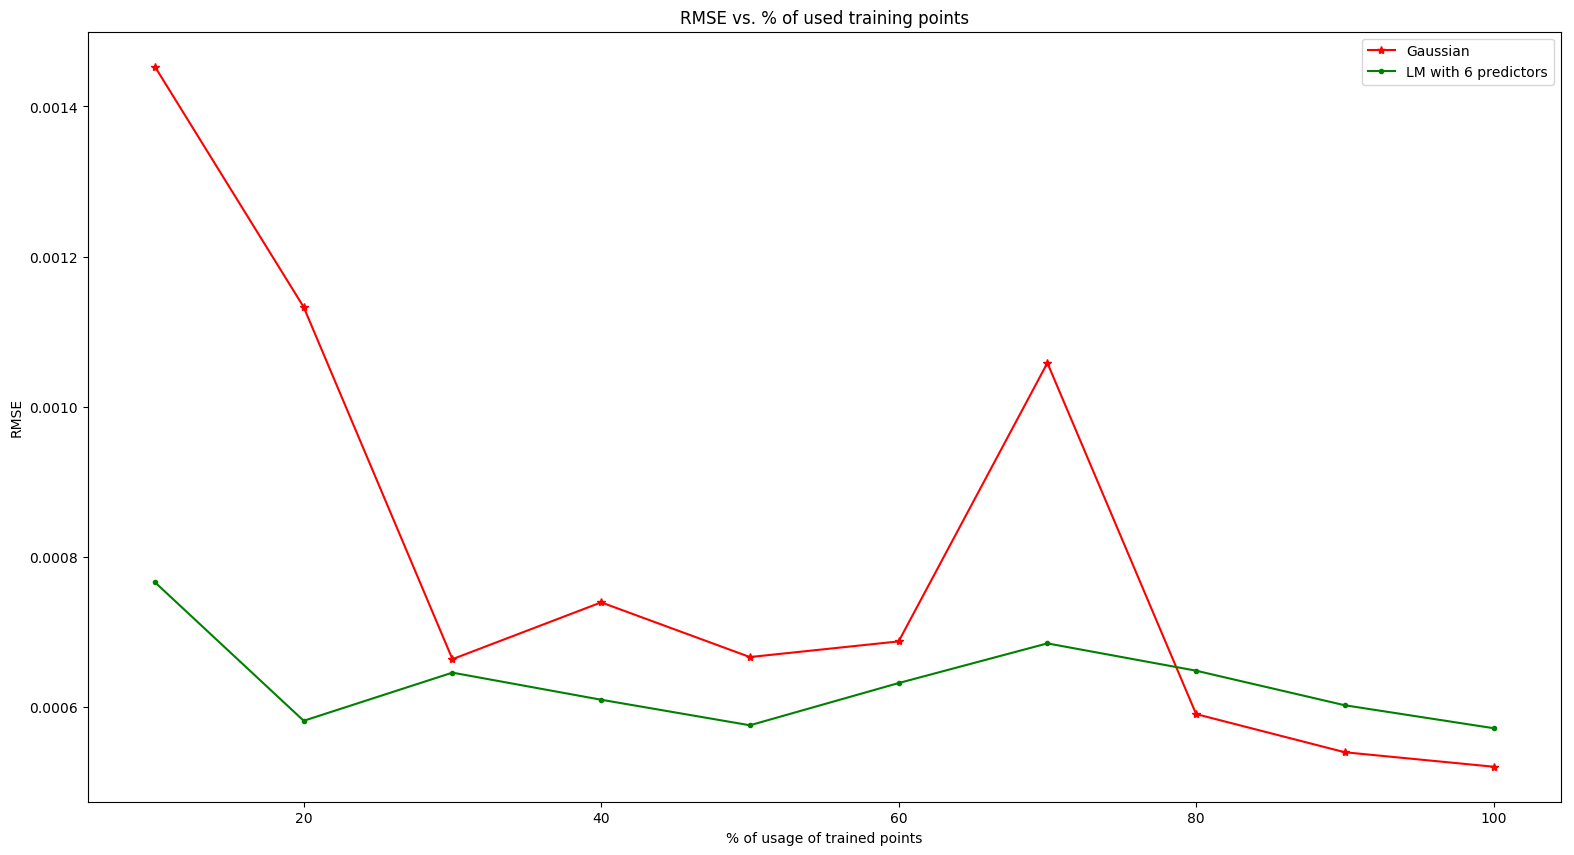 RMSE vs. % of used training points
Gaussian
LM with 6 predictors
0.0014
0.0012
0.0010
0.0008
0.0006
RMSE
20 40 60 80 100
% of usage of trained points